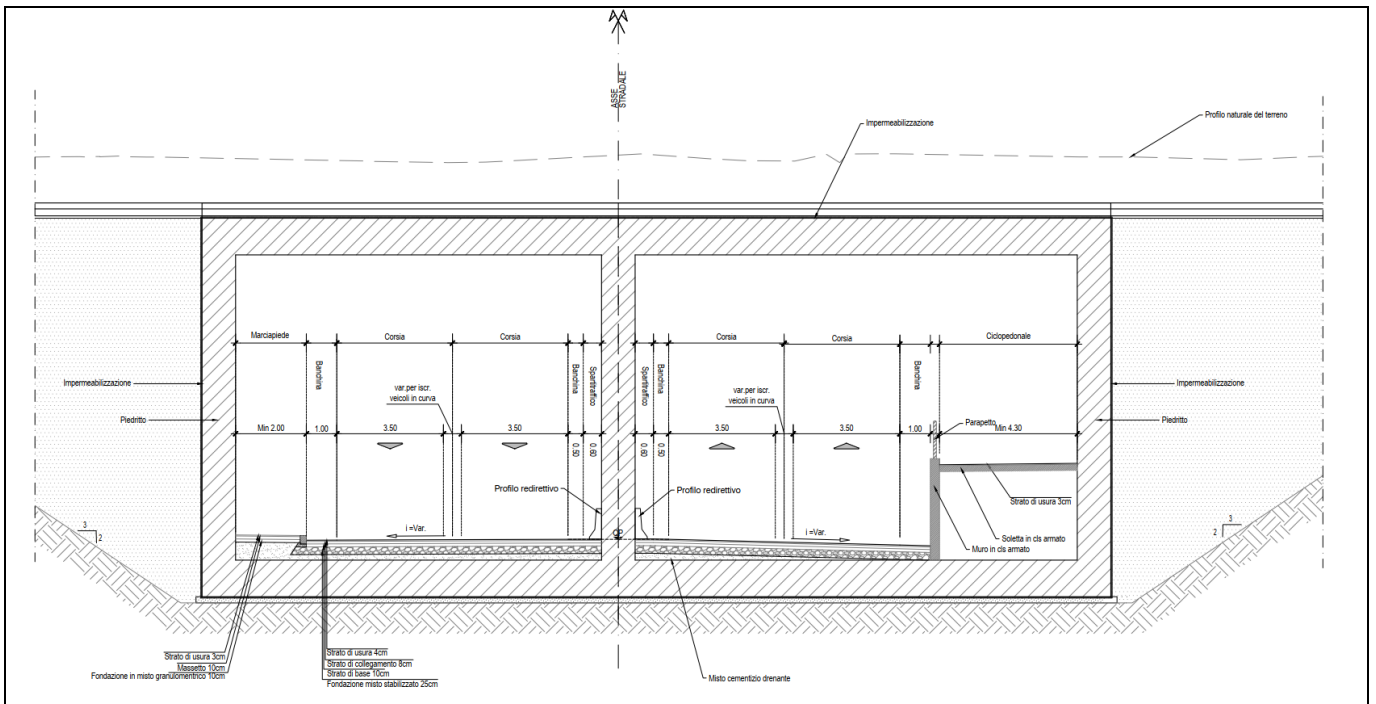 ASSE
STRADALE
Impermeabilizzazione
Profilo naturale del terreno
Marciapiede
Corsia
Corsia
Corsia
Corsia
Ciclopedonale
Banchina
Banchina
Spartitraffico
Spartitraffico
Banchina
Banchina
Impermeabilizzazione
var.per iscr.
veicoli in curva
var.per iscr.
veicoli in curva
Impermeabilizzazione
Piedritto
Parapetto
Piedritto
Min 2.00
1.00
3.50
3.50
0.50
0.60
0.60
0.50
3.50
3.50
1.00
Min 4.30
Profilo redirettivo
Profilo redirettivo
Strato di usura 3cm
3
2
i =Var.
i =Var.
3
2
Soletta in cls armato
Muro in cls armato
Strato di usura 3cm
Massetto 10cm
Fondazione in misto granulomentrico 10cm
Strato di usura 4cm
Strato di collegamento 8cm
Strato di base 10cm
Fondazione misto stabilizzato 25cm
Misto cementizio drenante